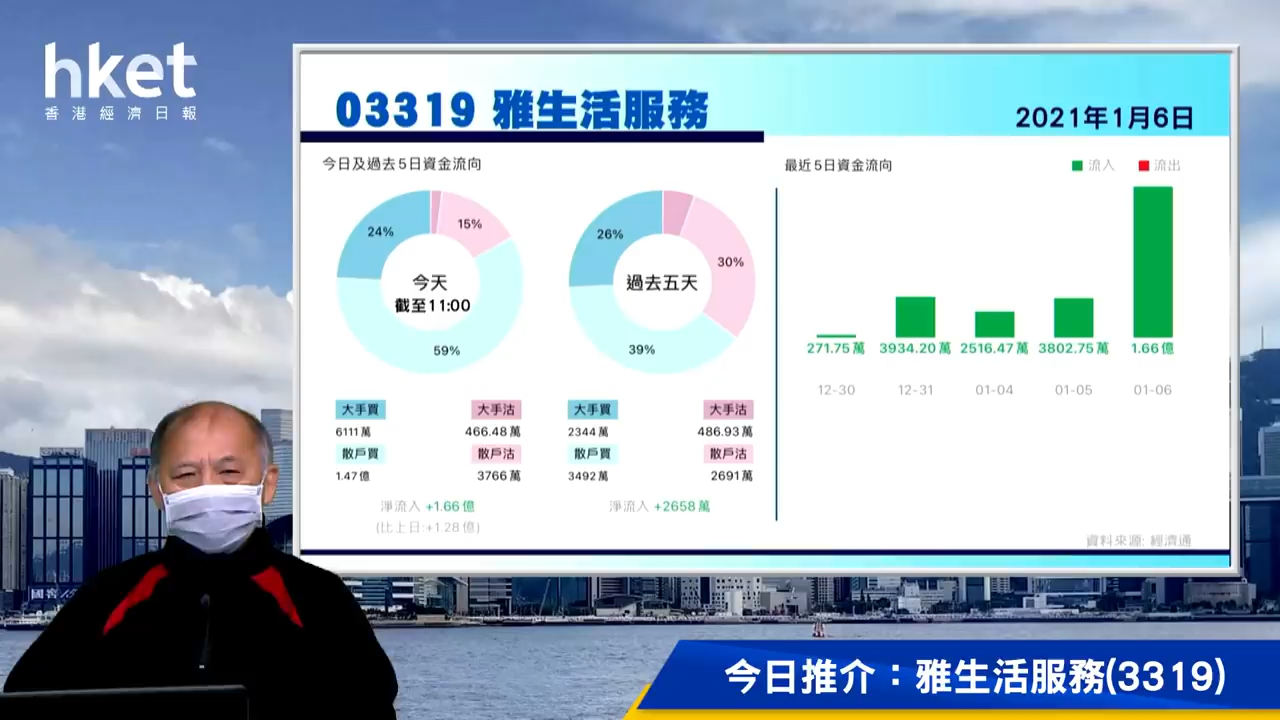 hket
香港經濟日報
03319 雅生活服務
2021年1月6日
今日及過去5日資金流向
24%
15%
59%
今天
截至11:00
26%
30%
39%
過去五天
大手買
大手沽
6111萬
466.48萬
散戶買
散戶沽
1.47億
3766萬
淨流入 +1.66億
(比上日:+1.28億)
大手買
大手沽
2344萬
486.93萬
散戶買
散戶沽
3492萬
2691萬
淨流入 +2658萬
最近5日資金流向
流入
流出
271.75萬
3934.20萬
2516.47萬
3802.75萬
1.66億
12-30
12-31
01-04
01-05
01-06
資料來源: 經濟通
今日推介：雅生活服務(3319)